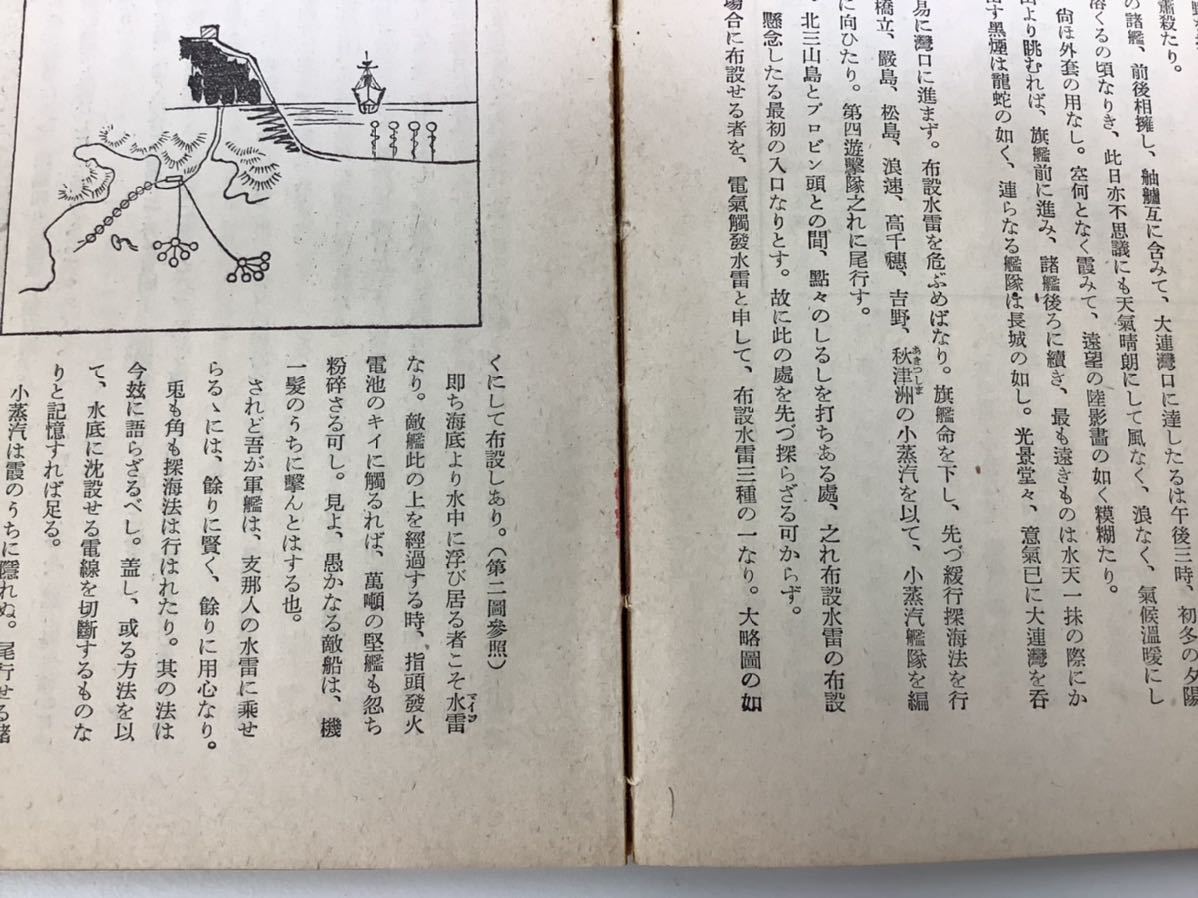 肅殺たり。
の諸艦、前後相擁し、舳艫互に含みて、大連灣口に達したるは午後三時、初冬の夕陽
溶くるの頃なりき、此日亦不思議にも天氣晴朗にして風なく、浪なく、氣候溫暖にし
尙ほ外套の用なし。空何となく霞みて、遠望の陸影畫の如く糢糊たり。
より眺むれば、旗艦前に進み、諸艦後ろに續き、最も遠きものは水天一抹の際にか
す黑煙は龍蛇の如く、連らなる艦隊は長城の如し。光景堂々、意氣已に大連灣を呑
易に灣口に進まず。布設水雷を危ぶめばなり。旗艦命を下し、先づ緩行探海法を行
橋立、嚴島、松島、浪速、高千穗、吉野、秋津洲あきつしまの小蒸汽を以て、小蒸汽艦隊を編
に向ひたり。第四遊擊隊之れに尾行す。
北三山島とプロビン頭との間、點々のしるしを打ちある處、之れ布設水雷の布設
懸念したる最初の入口なりとす。故に此の處を先づ探らざる可からず。
場合に布設せる者を、電氣觸發水雷と申して、布設水雷三種の一なり。大略圖の如
くにして布設しあり。(第二圖參照)
卽ち海底より水中に浮び居る者こそ水雷マイン
なり。敵艦此の上を經過する時、指頭發火
電池のキイに觸るれば、萬噸の堅艦も忽ち
粉碎さる可し。見よ、愚かなる敵船は、機
一髮のうちに擊んとはする也。
されど吾が軍艦は、支那人の水雷に乘せ
らるゝには、餘りに賢く、餘りに用心なり。
兎も角も探海法は行はれたり。其の法は
今玆に語らざるべし。盖し、或る方法を以
て、水底に沈設せる電線を切斷するものな
りと記憶すれば足る。
小蒸汽は霞のうちに隱れぬ。尾行せる諸